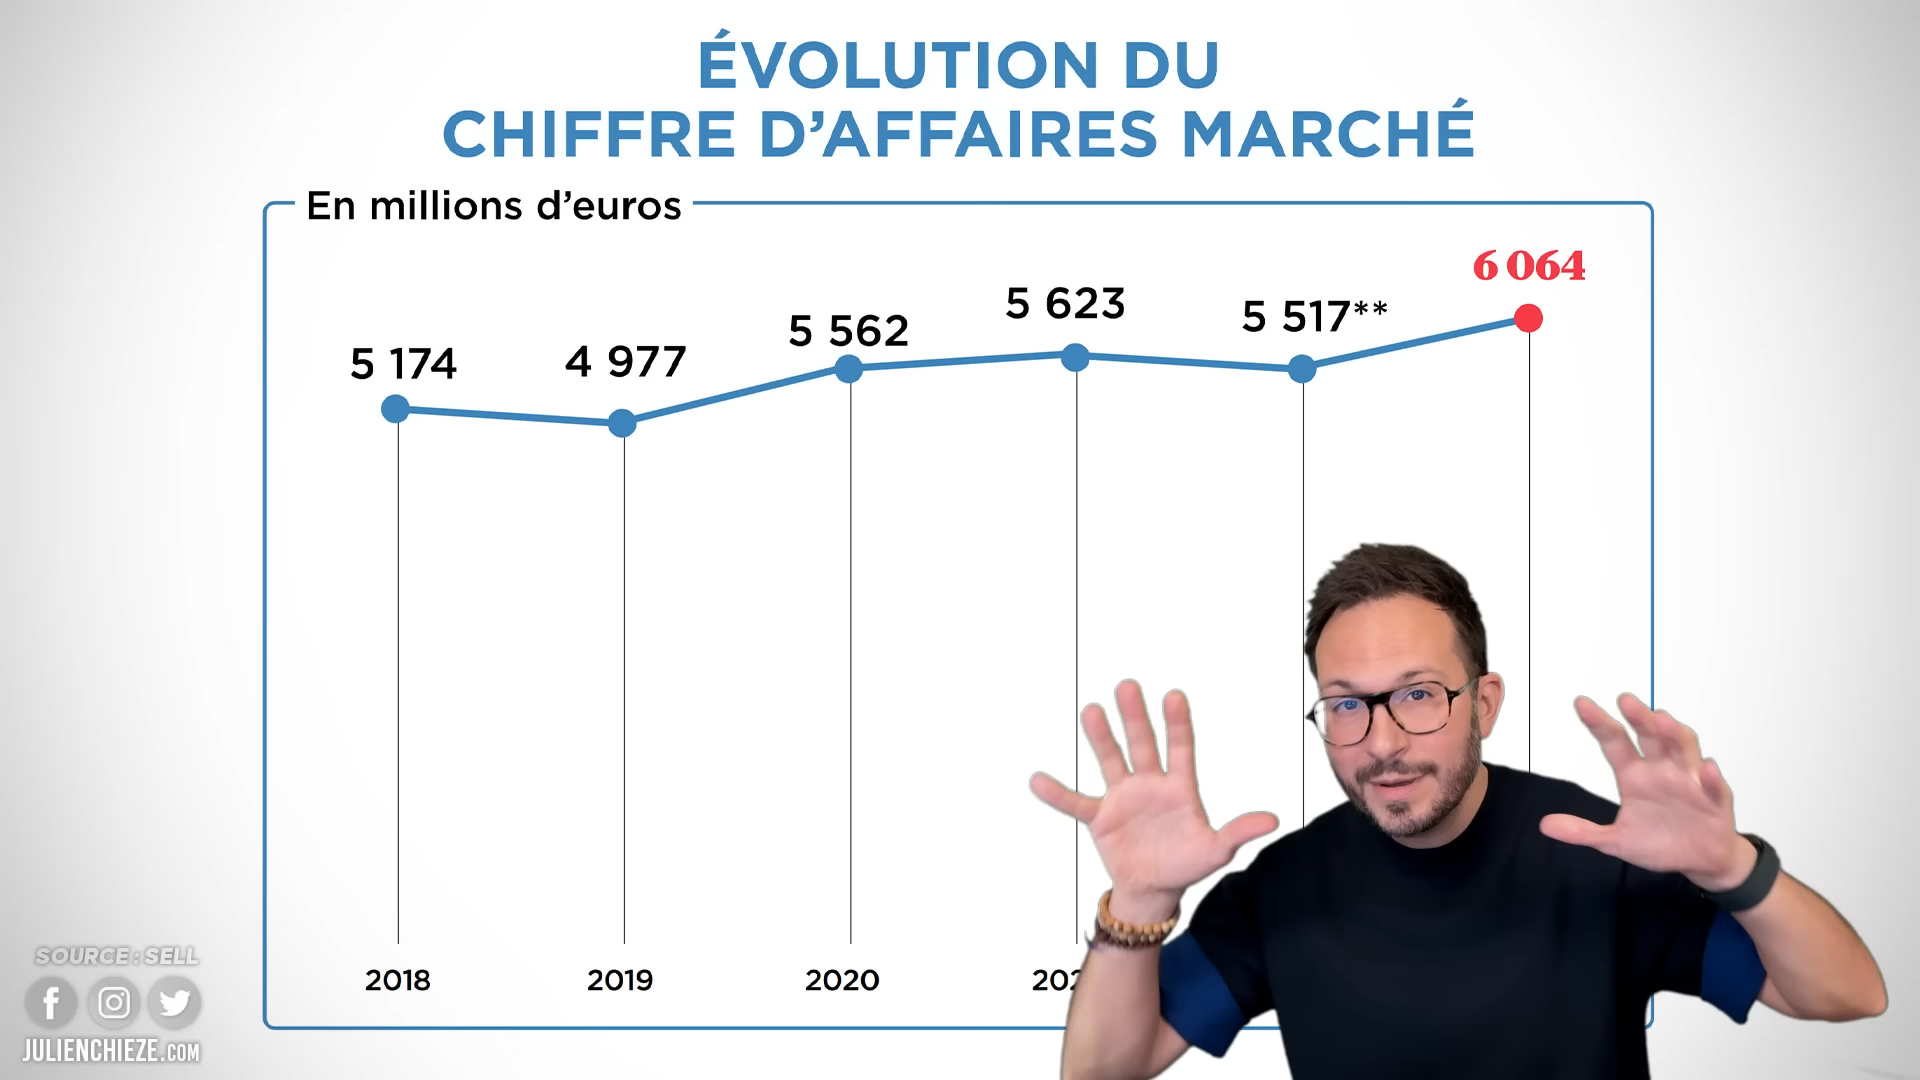 ÉVOLUTION DU
CHIFFRE D’AFFAIRES MARCHÉ
En millions d’euros
5 174
4 977
5 562
5 623
5 517**
6 064
2018
2019
2020
SOURCE : SELL
JULIENCHIEZE.COM